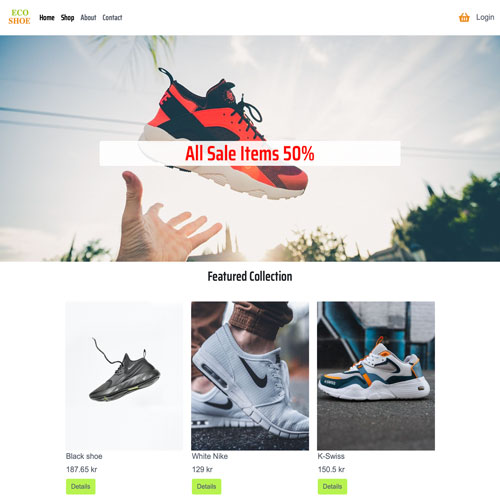 ECO
SHOE
Home Shop About Contact
Login
All Sale Items 50%
Featured Collection
Black shoe White Nike K-Swiss
187.65 kr 129 kr 150.5 kr
Details Details Details